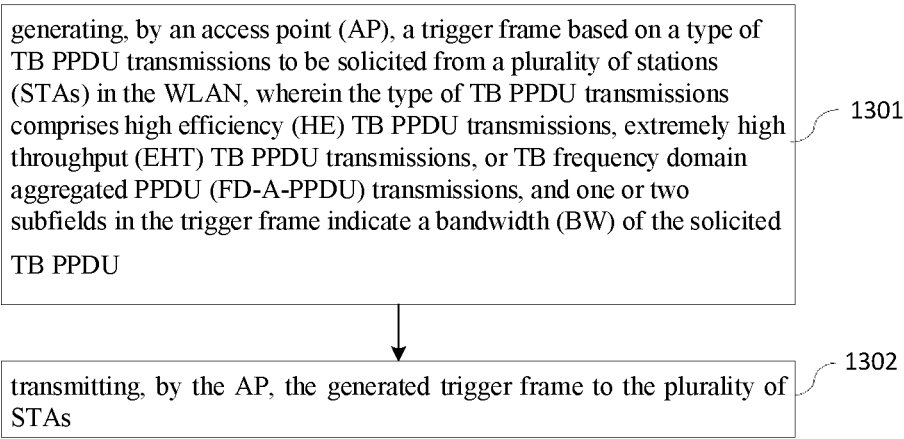 generating, by an access point (AP), a trigger frame based on a type of
TB PPDU transmissions to be solicited from a plurality of stations
(STAs) in the WLAN, wherein the type of TB PPDU transmissions
comprises high efficiency (HE) TB PPDU transmissions, extremely high
throughput (EHT) TB PPDU transmissions, or TB frequency domain
aggregated PPDU (FD-A-PPDU) transmissions, and one or two
subfields in the trigger frame indicate a bandwidth (BW) of the solicited
TB PPDU
1301
transmitting, by the AP, the generated trigger frame to the plurality of
STAs
1302